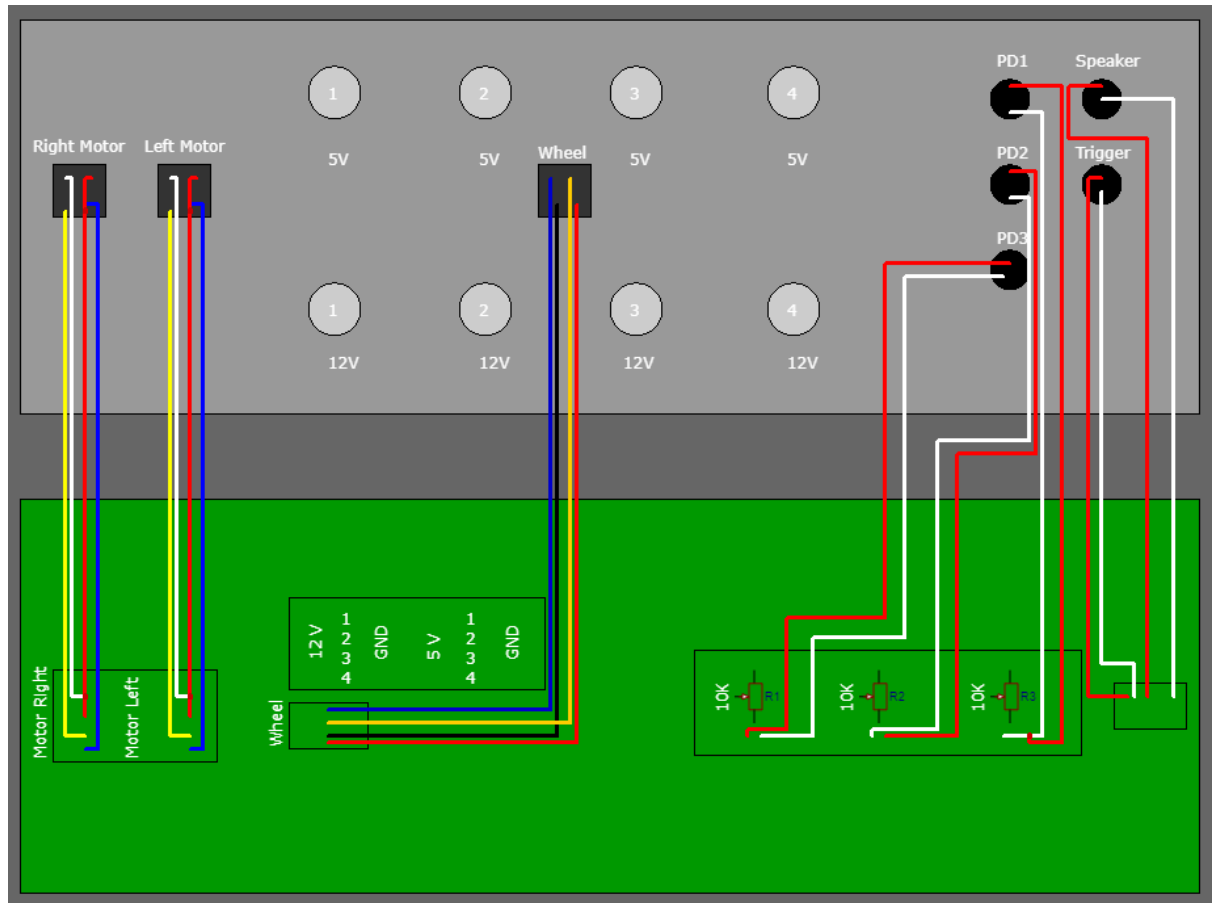 PD1 Speaker
1 2 3 4
Right Motor Left Motor Wheel PD2 Trigger
5V 5V 5V 5V
PD3
1 2 3 4
12V 12V 12V 12V
Motor Right
Motor Left
12 V
1
2
3
4
GND
5 V
1
2
3
4
GND
Wheel
10K R1
10K R2
10K R3